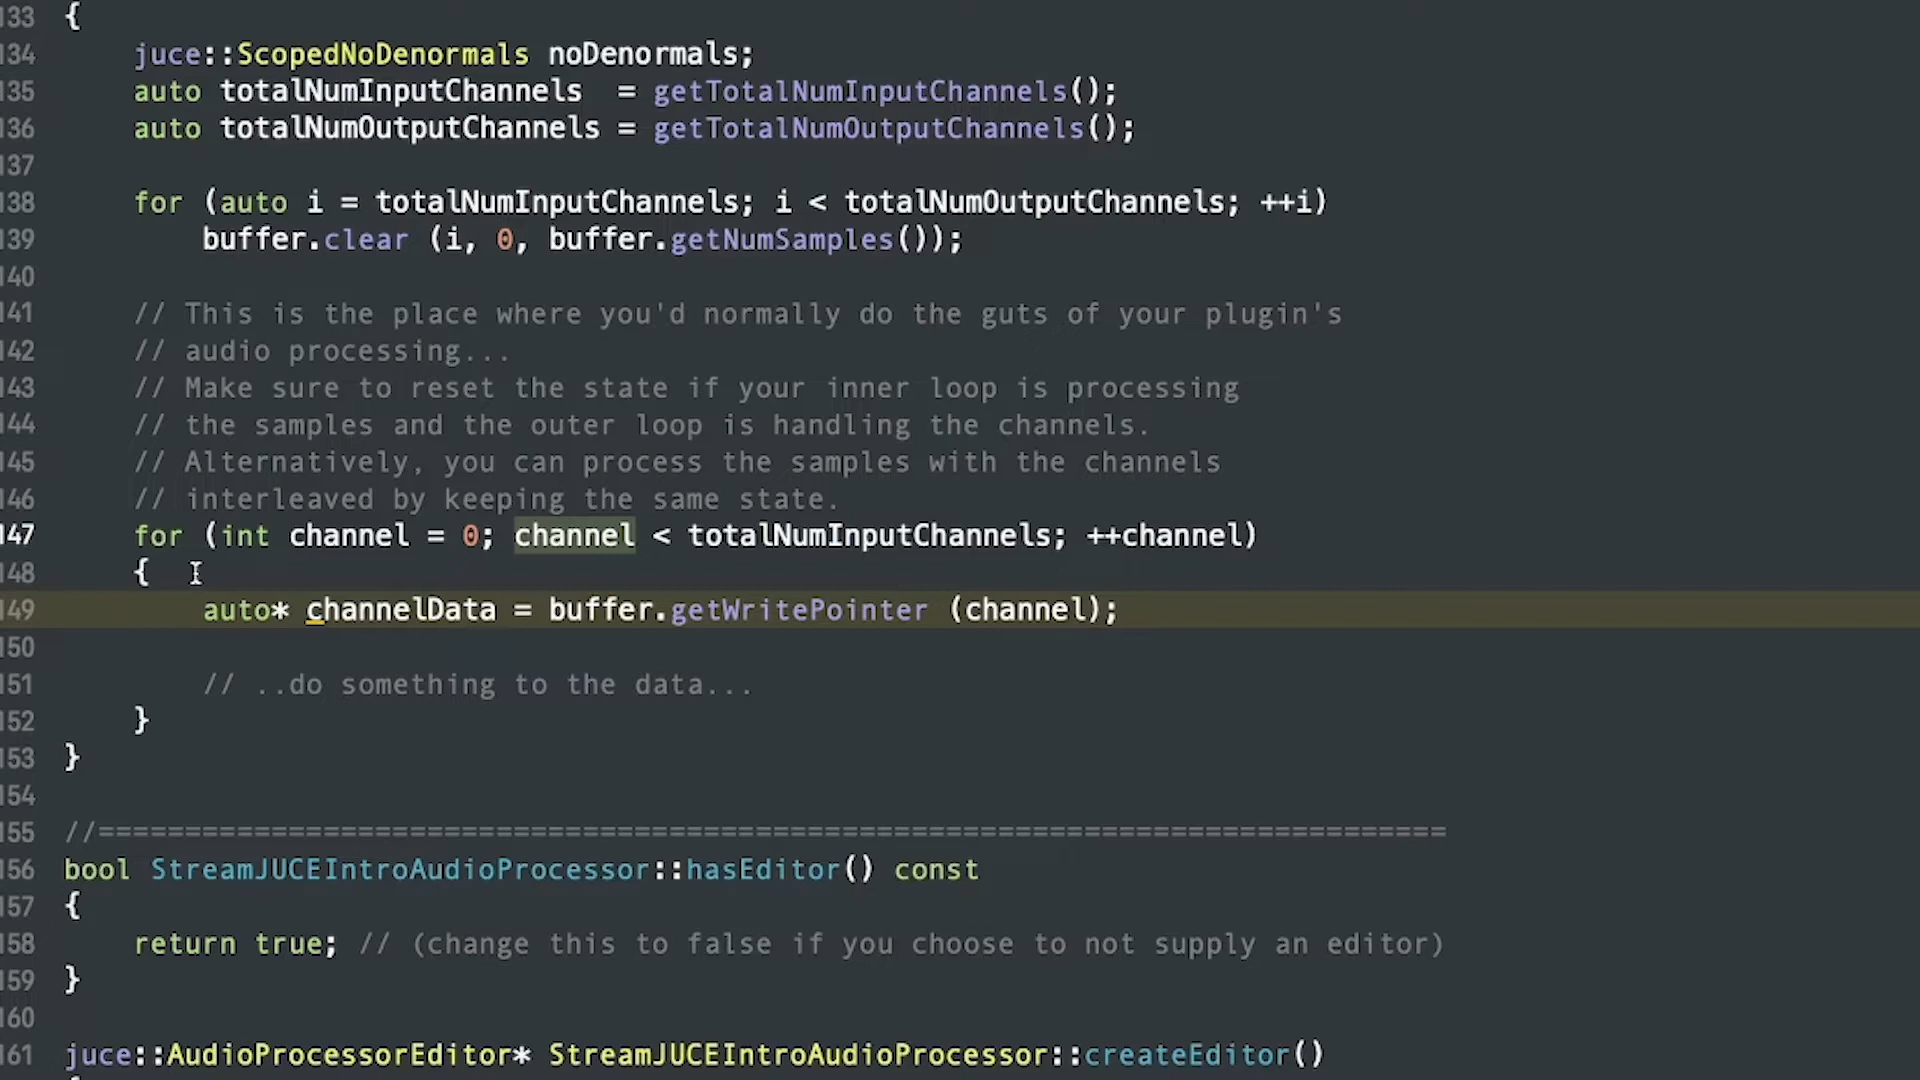 133 {
134 juce::ScopedNoDenormals noDenormals;
135 auto totalNumInputChannels  = getTotalNumInputChannels();
136 auto totalNumOutputChannels = getTotalNumOutputChannels();
137
138 for (auto i = totalNumInputChannels; i < totalNumOutputChannels; ++i)
139 buffer.clear (i, 0, buffer.getNumSamples());
140
141 // This is the place where you'd normally do the guts of your plugin's
142 // audio processing...
143 // Make sure to reset the state if your inner loop is processing
144 // the samples and the outer loop is handling the channels.
145 // Alternatively, you can process the samples with the channels
146 // interleaved by keeping the same state.
147 for (int channel = 0; channel < totalNumInputChannels; ++channel)
148 {
149 auto* channelData = buffer.getWritePointer (channel);
150
151 // ..do something to the data...
152 }
153 }
154
155 //==============================================================================
156 bool StreamJUCEIntroAudioProcessor::hasEditor() const
157 {
158 return true; // (change this to false if you choose to not supply an editor)
159 }
160
161 juce::AudioProcessorEditor* StreamJUCEIntroAudioProcessor::createEditor()